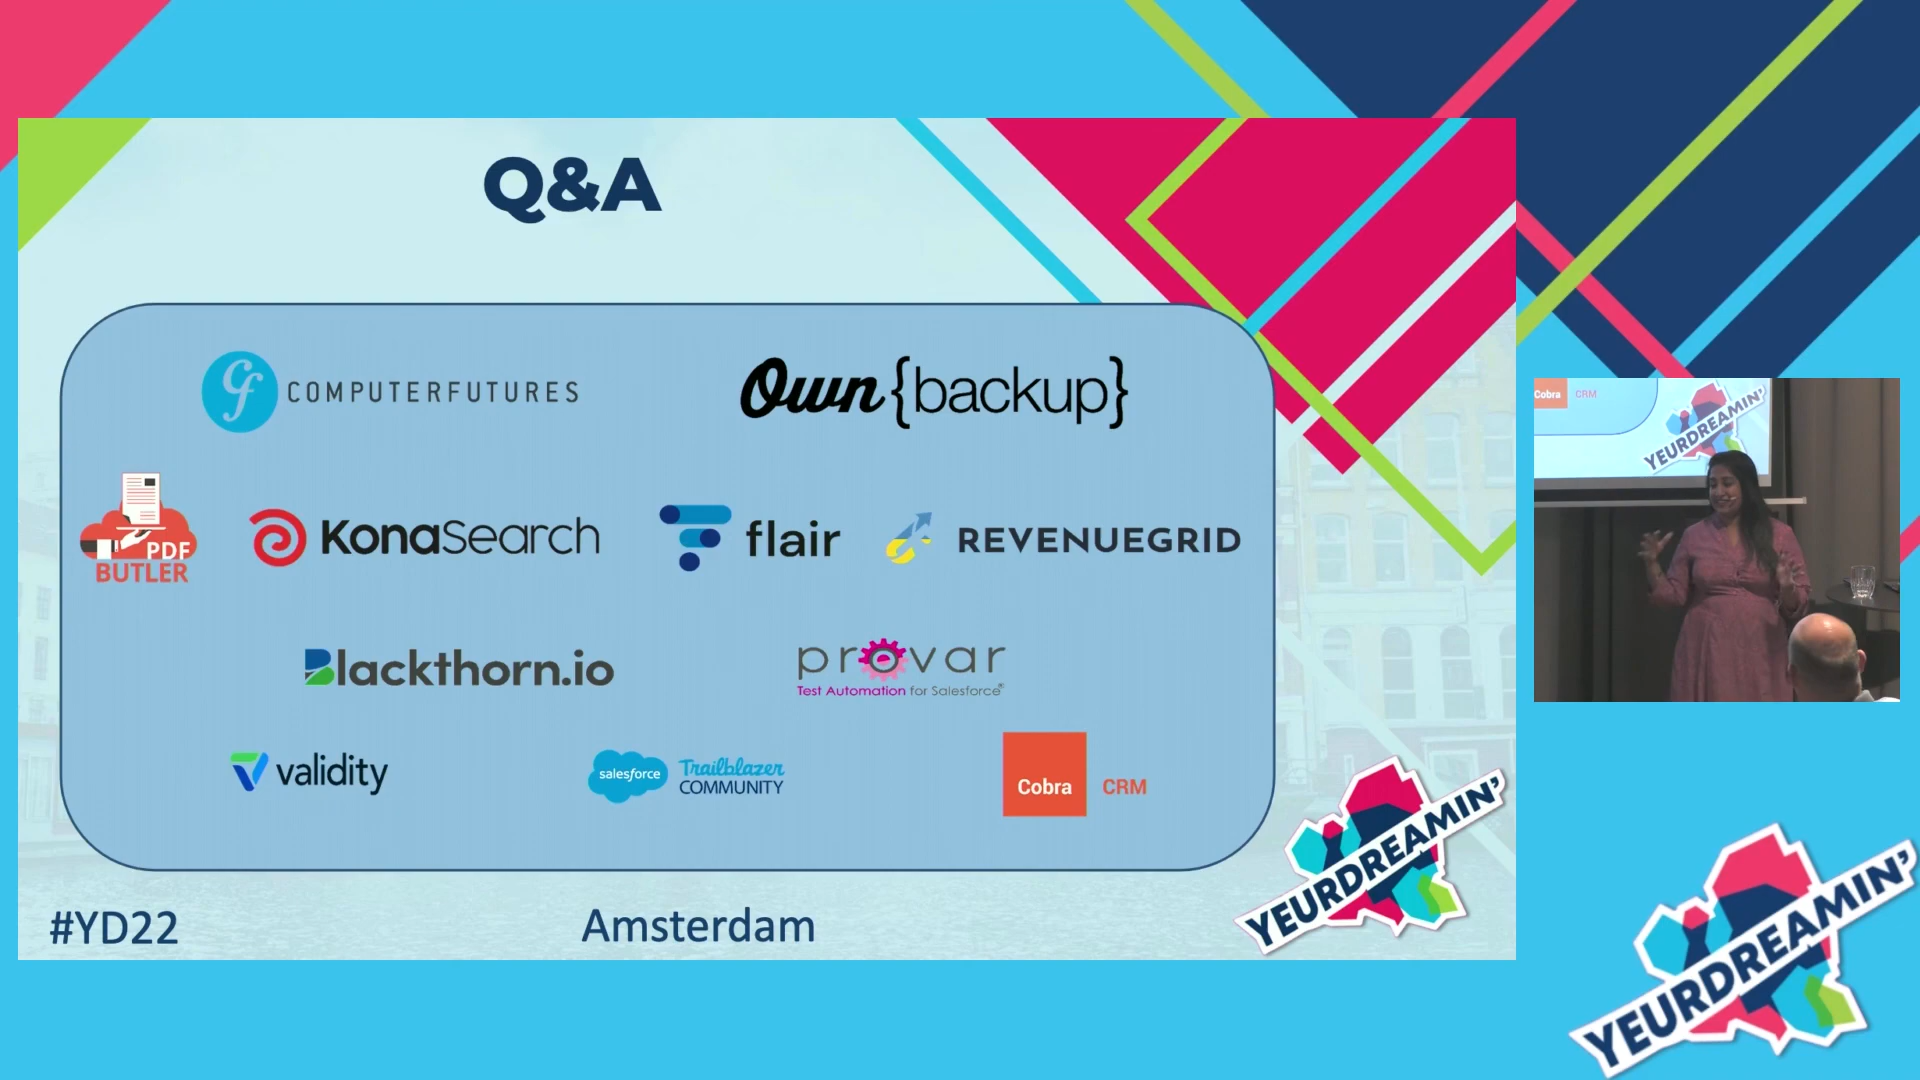 Q&A
COMPUTERFUTURES
Own{backup}
PDF
BUTLER
KonaSearch
flair
REVENUEGRID
Blackthorn.io
provar
Test Automation for Salesforce®
validity
salesforce
Trailblazer
COMMUNITY
Cobra CRM
#YD22
Amsterdam
YEURDREAMIN'
Cobra CRM
YEURDREAMIN'
YEURDREAMIN'